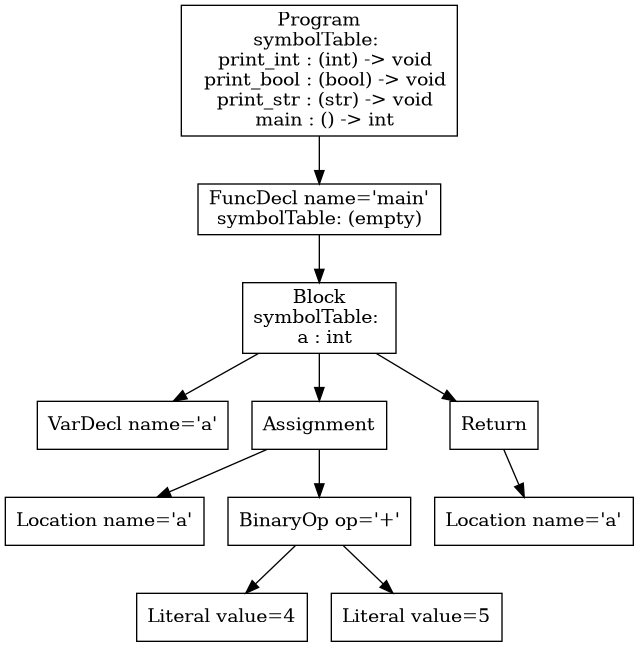 Program
symbolTable:
print_int : (int) -> void
print_bool : (bool) -> void
print_str : (str) -> void
main : () -> int
FuncDecl name='main'
symbolTable: (empty)
Block
symbolTable:
a : int
VarDecl name='a'
Assignment
Return
Location name='a'
BinaryOp op='+'
Location name='a'
Literal value=4
Literal value=5